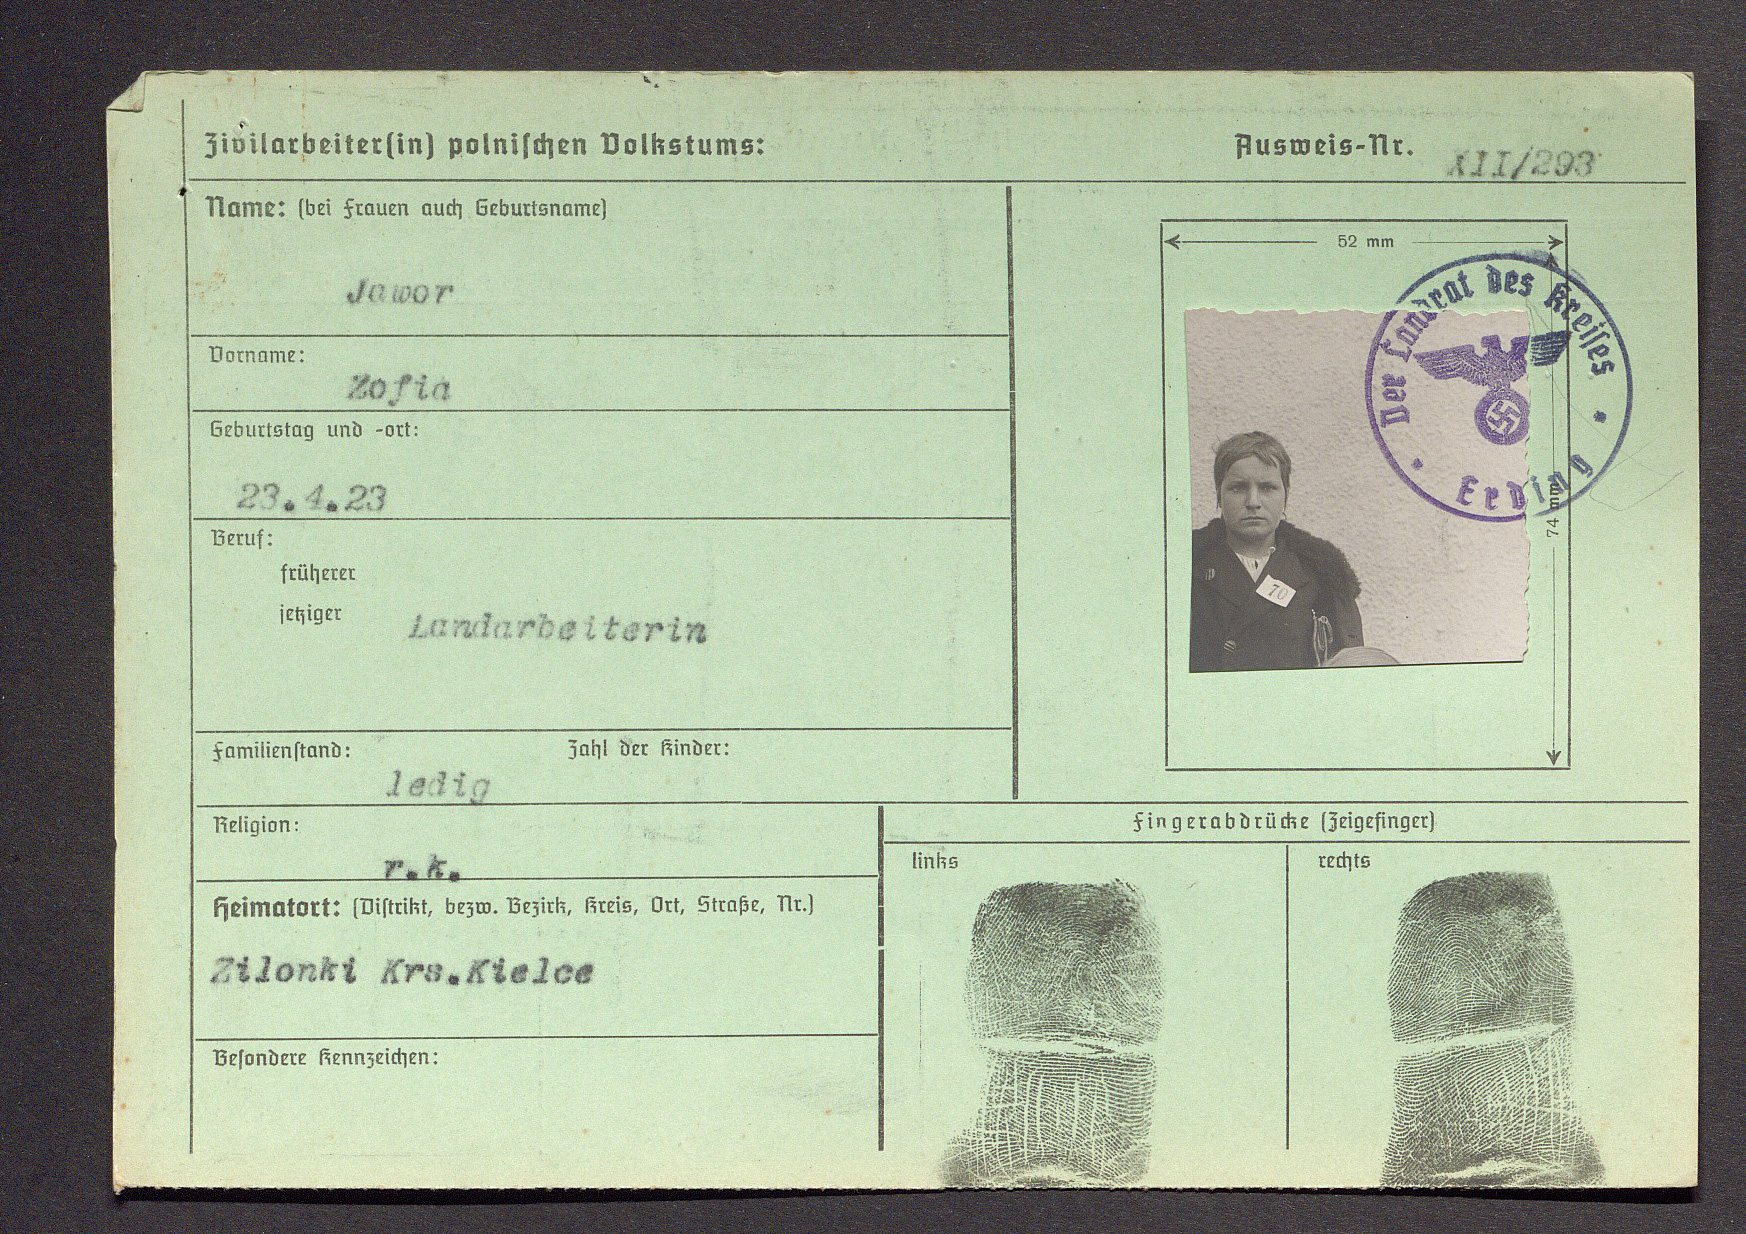 Zivilarbeiter(in) polnischen Volkstums:
Ausweis-Nr. XII/293
Name: (bei Frauen auch Geburtsname)
Jawor
Vorname:
Zofia
Geburtstag und -ort:
23.4.23
Beruf:
früherer
jetziger
Landarbeiterin
Familienstand:
Zahl der Kinder:
ledig
Religion:
r.k.
Heimatort: (Distrikt, bezw. Bezirk, Kreis, Ort, Straße, Nr.)
Zilonki Krs.Kielce
Besondere Kennzeichen:
52 mm
74 mm
Der Landrat des Kreises
Erding
70
Fingerabdrücke (Zeigefinger)
links
rechts